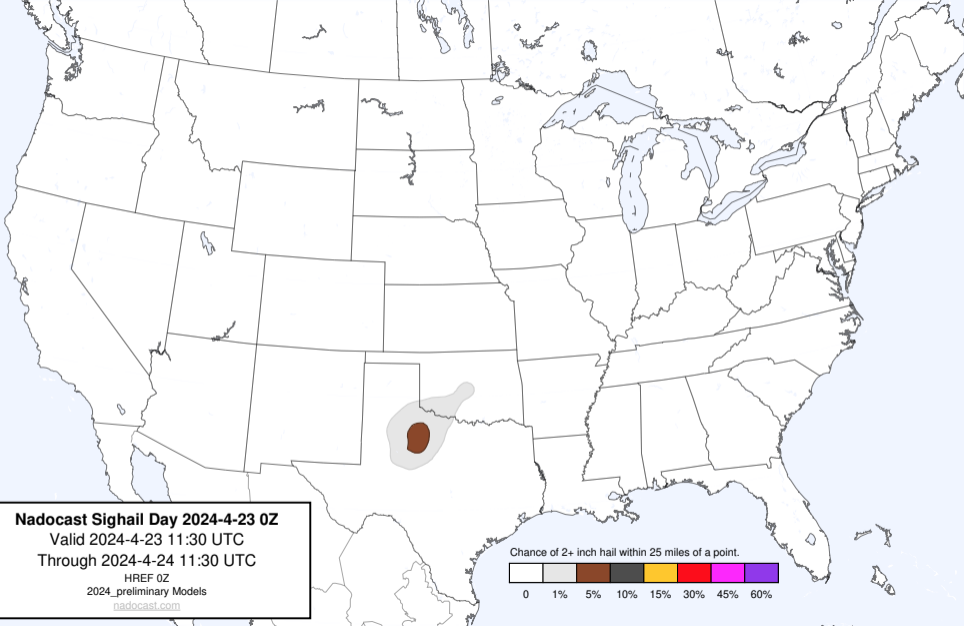 Nadocast Sighail Day 2024-4-23 0Z
Valid 2024-4-23 11:30 UTC
Through 2024-4-24 11:30 UTC
HREF 0Z
2024_preliminary Models
nadocast.com
Chance of 2+ inch hail within 25 miles of a point.
0 1% 5% 10% 15% 30% 45% 60%